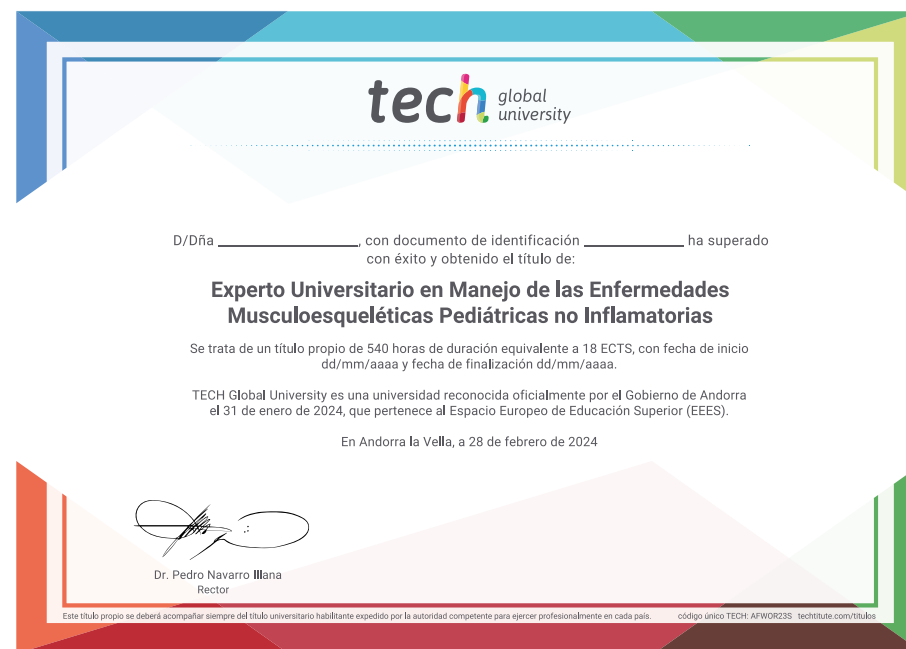 tech global
university
D/Dña ____________________, con documento de identificación ______________ ha superado
con éxito y obtenido el título de:
Experto Universitario en Manejo de las Enfermedades
Musculoesqueléticas Pediátricas no Inflamatorias
Se trata de un título propio de 540 horas de duración equivalente a 18 ECTS, con fecha de inicio
dd/mm/aaaa y fecha de finalización dd/mm/aaaa.
TECH Global University es una universidad reconocida oficialmente por el Gobierno de Andorra
el 31 de enero de 2024, que pertenece al Espacio Europeo de Educación Superior (EEES).
En Andorra la Vella, a 28 de febrero de 2024
Dr. Pedro Navarro Illana
Rector
Este título propio se deberá acompañar siempre del título universitario habilitante expedido por la autoridad competente para ejercer profesionalmente en cada país. código único TECH: AFWOR23S techtitute.com/titulos